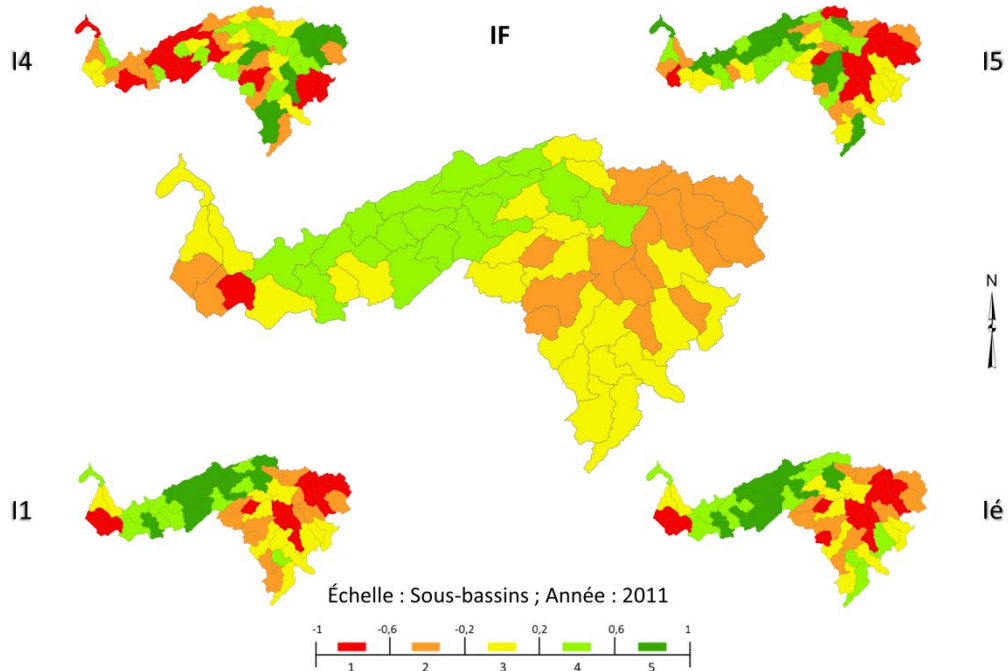 IF
I4
I5
N
I1
Ié
Échelle : Sous-bassins ; Année : 2011
-1 -0,6 -0,2 0,2 0,6 1
1 2 3 4 5